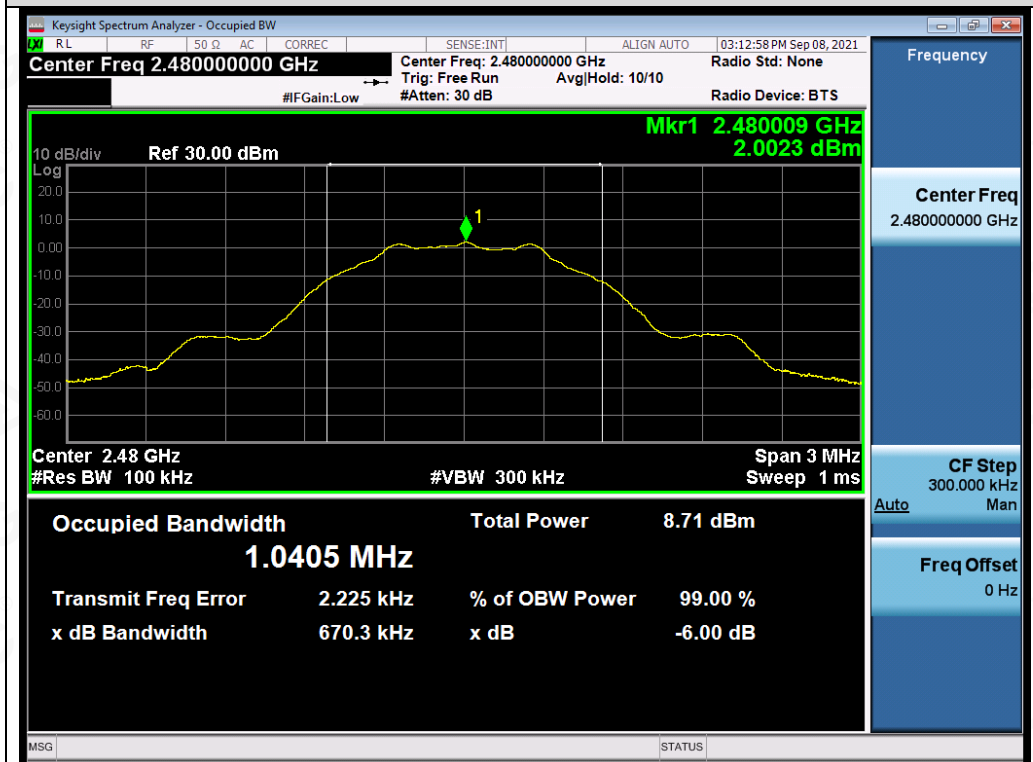 Keysight Spectrum Analyzer - Occupied BW
LXI RL RF 50 Ω AC CORREC SENSE:INT ALIGN AUTO 03:12:58 PM Sep 08, 2021
Center Freq 2.480000000 GHz
Center Freq: 2.480000000 GHz Radio Std: None
Trig: Free Run Avg|Hold: 10/10
#IFGain:Low #Atten: 30 dB Radio Device: BTS
Frequency
Mkr1 2.480009 GHz
10 dB/div Ref 30.00 dBm 2.0023 dBm
Log
20.0
10.0
0.00
-10.0
-20.0
-30.0
-40.0
-50.0
-60.0
1
Center 2.48 GHz Span 3 MHz
#Res BW 100 kHz #VBW 300 kHz Sweep 1 ms
Occupied Bandwidth Total Power 8.71 dBm
1.0405 MHz
Transmit Freq Error 2.225 kHz % of OBW Power 99.00 %
x dB Bandwidth 670.3 kHz x dB -6.00 dB
Center Freq
2.480000000 GHz
CF Step
300.000 kHz
Auto Man
Freq Offset
0 Hz
MSG STATUS